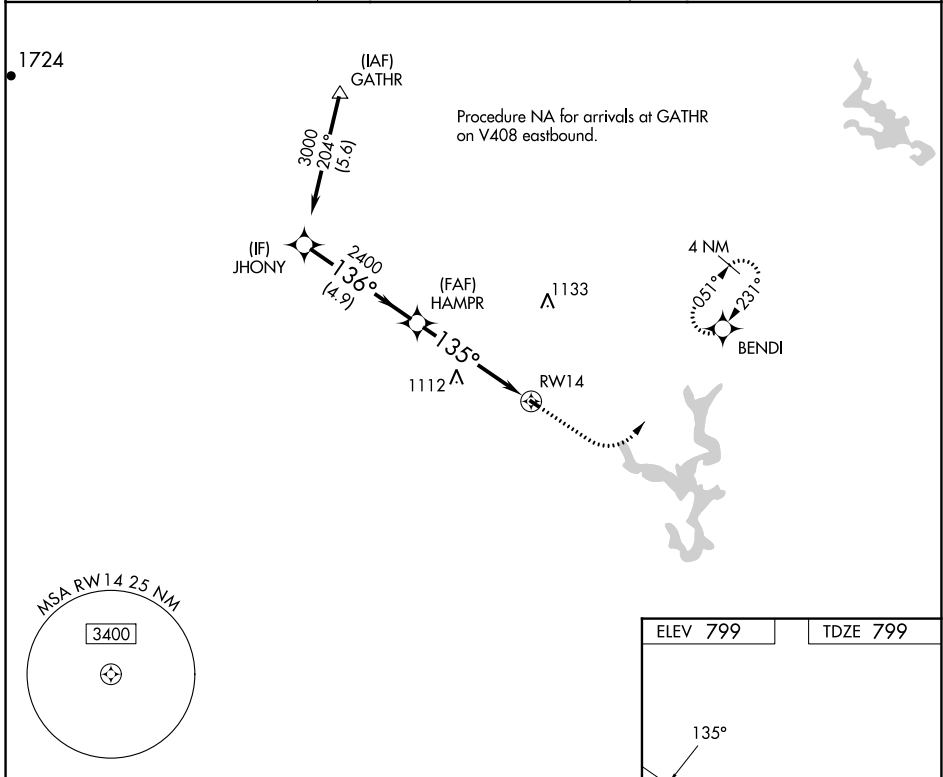 1724
(IAF)
GATHR
Procedure NA for arrivals at GATHR
on V408 eastbound.
3000
204°
(5.6)
(IF)
JHONY
2400
136°
(4.9)
(FAF)
HAMPR
1133
4 NM
051°
231°
BENDI
135°
1112
RW14
MSA RW14 25 NM
3400
ELEV 799
TDZE 799
135°